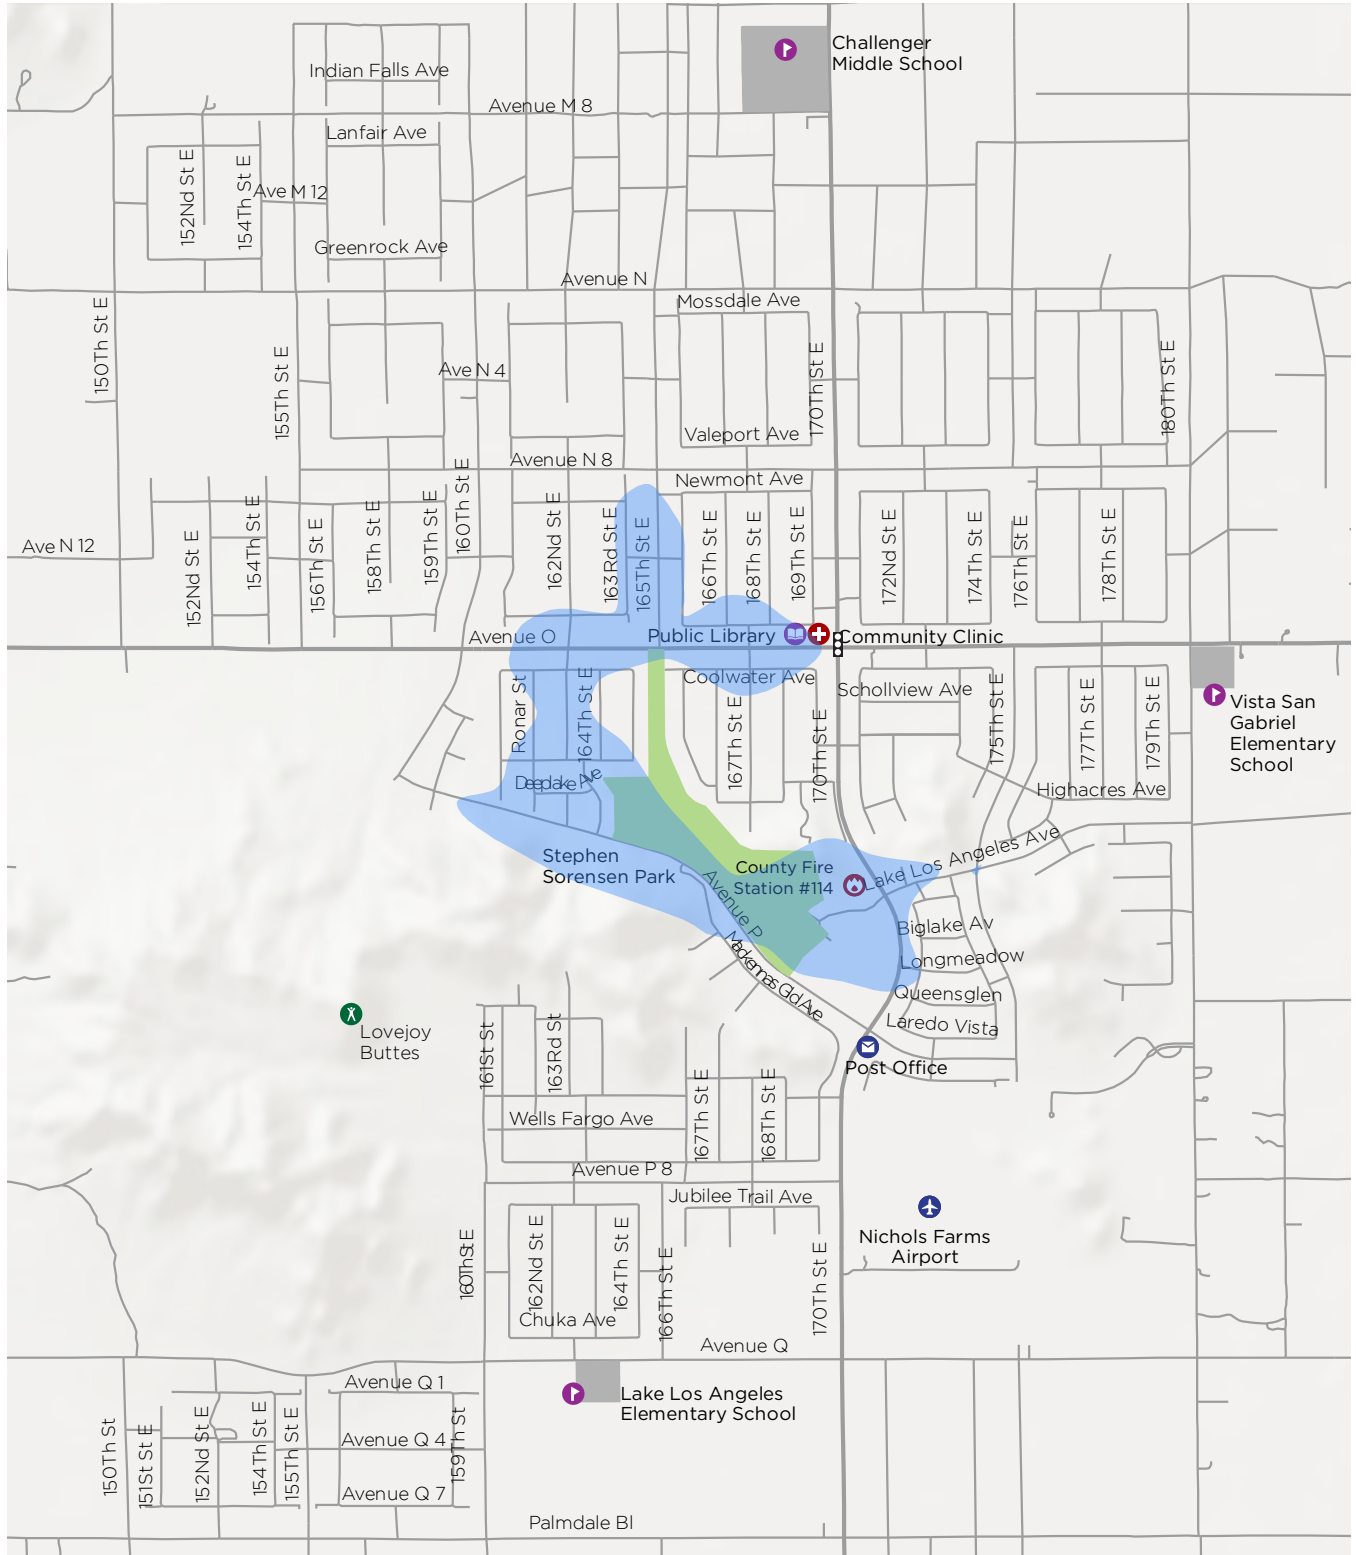 Challenger
Middle School
Indian Falls Ave
Avenue M 8
Lanfair Ave
152Nd St E
154Th St E
Ave M 12
Greenrock Ave
Avenue N
Mossdale Ave
150Th St E
155Th St E
Ave N 4
170Th St E
180Th St E
Valeport Ave
Avenue N 8
Newmont Ave
160Th St E
Ave N 12
152Nd St E
154Th St E
156Th St E
158Th St E
159Th St E
162Nd St E
163Rd St E
165Th St E
166Th St E
168Th St E
169Th St E
172Nd St E
174Th St E
176Th St E
178Th St E
Avenue O
Public Library
Community Clinic
Coolwater Ave
Schollview Ave
Ronar St
164Th St E
167Th St E
170Th St E
175Th St E
177Th St E
179Th St E
Vista San
Gabriel
Elementary
School
Deepdake Ave
Highacres Ave
Stephen
Sorensen Park
County Fire
Station #114
Lake Los Angeles Ave
Avenue P
Biglake Av
Longmeadow
Queensglen
Laredo Vista
Lovejoy
Buttes
161St St
163Rd St
Post Office
Wells Fargo Ave
167Th St E
168Th St E
Avenue P 8
Jubilee Trail Ave
Nichols Farms
Airport
160Th St E
162Nd St E
164Th St E
166Th St E
170Th St E
Chuka Ave
Avenue Q
Avenue Q 1
Lake Los Angeles
Elementary School
150Th St
151St St E
152Nd St E
154Th St E
155Th St E
Avenue Q 4
159Th St
Avenue Q 7
Palmdale Bl